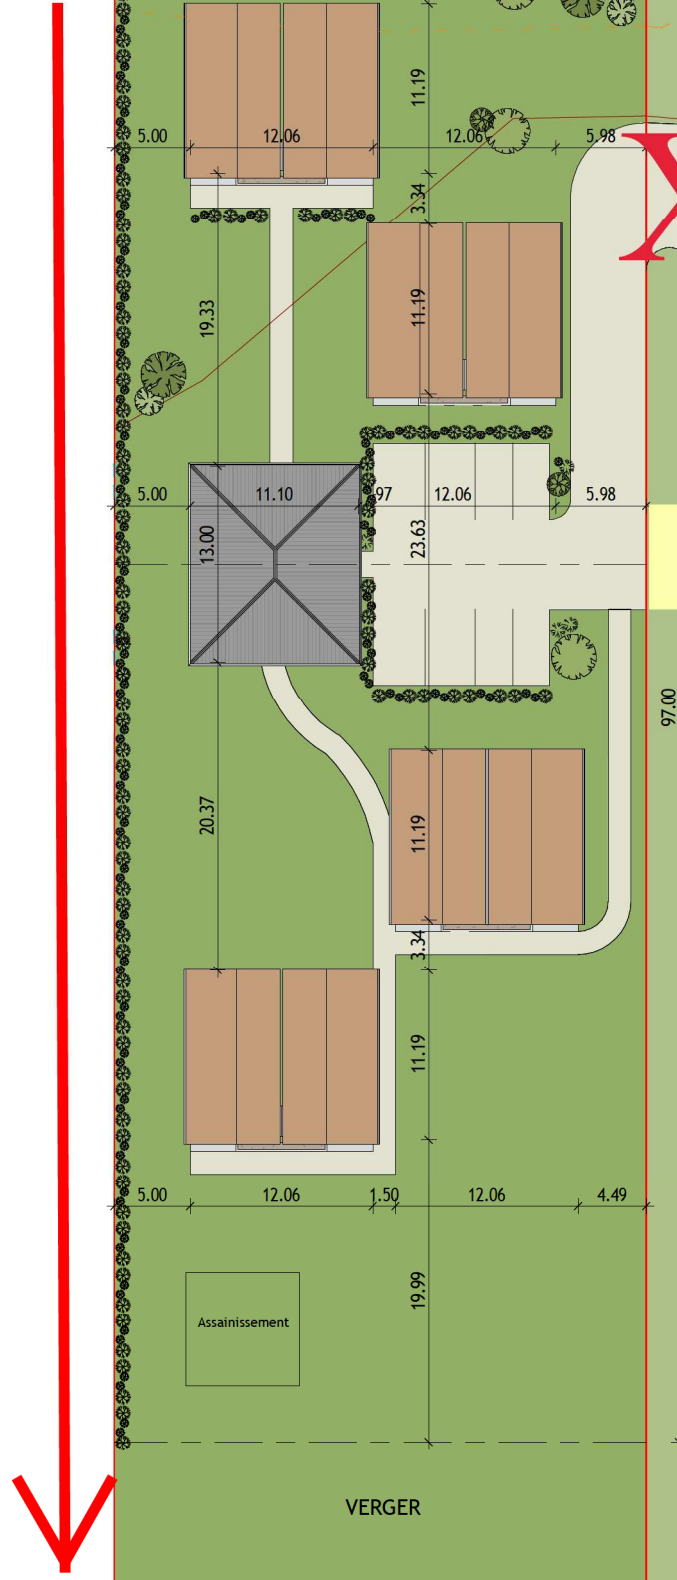 11.19
5.00 12.06 12.06 5.98
X
3.34
19.33
11.19
5.00 11.10 .97 12.06 5.98
13.00
23.63
97.00
20.37
11.19
3.34
11.19
5.00 12.06 1.50 12.06 4.49
19.99
Assainissement
VERGER